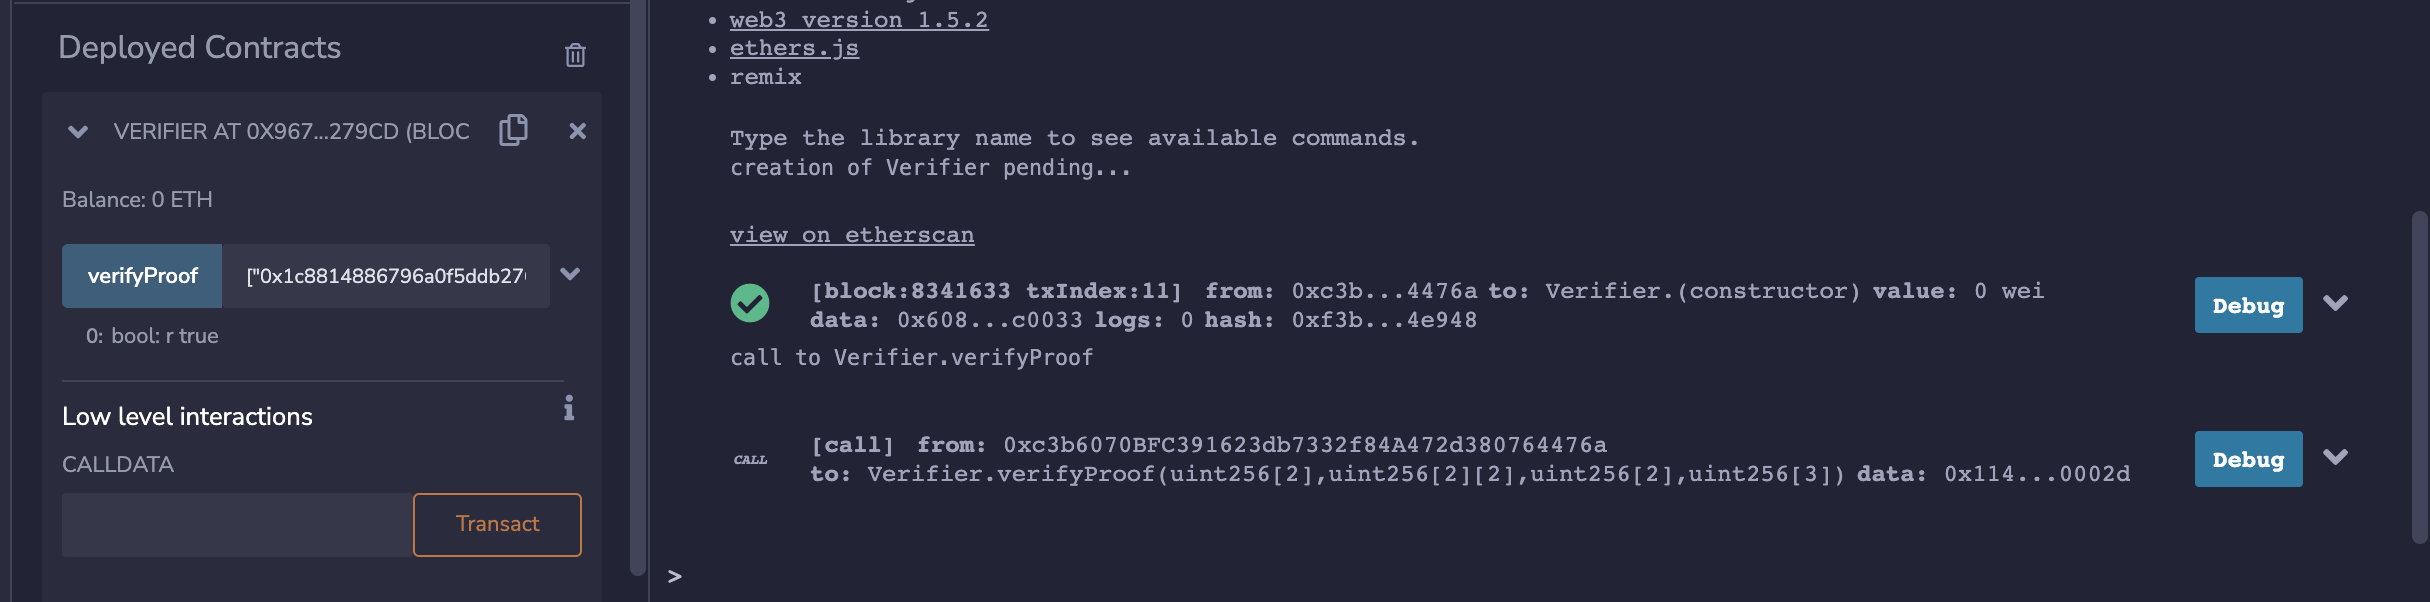 Deployed Contracts
VERIFIER AT 0X967...279CD (BLOC
Balance: 0 ETH
verifyProof
["0x1c8814886796a0f5ddb27
0: bool: r true
Low level interactions
CALLDATA
Transact
• web3 version 1.5.2
• ethers.js
• remix
Type the library name to see available commands.
creation of Verifier pending...
view on etherscan
[block:8341633 txIndex:11] from: 0xc3b...4476a to: Verifier.(constructor) value: 0 wei
data: 0x608...c0033 logs: 0 hash: 0xf3b...4e948
Debug
call to Verifier.verifyProof
CALL
[call] from: 0xc3b6070BFC391623db7332f84A472d380764476a
to: Verifier.verifyProof(uint256[2],uint256[2][2],uint256[2],uint256[3]) data: 0x114...0002d
Debug
>